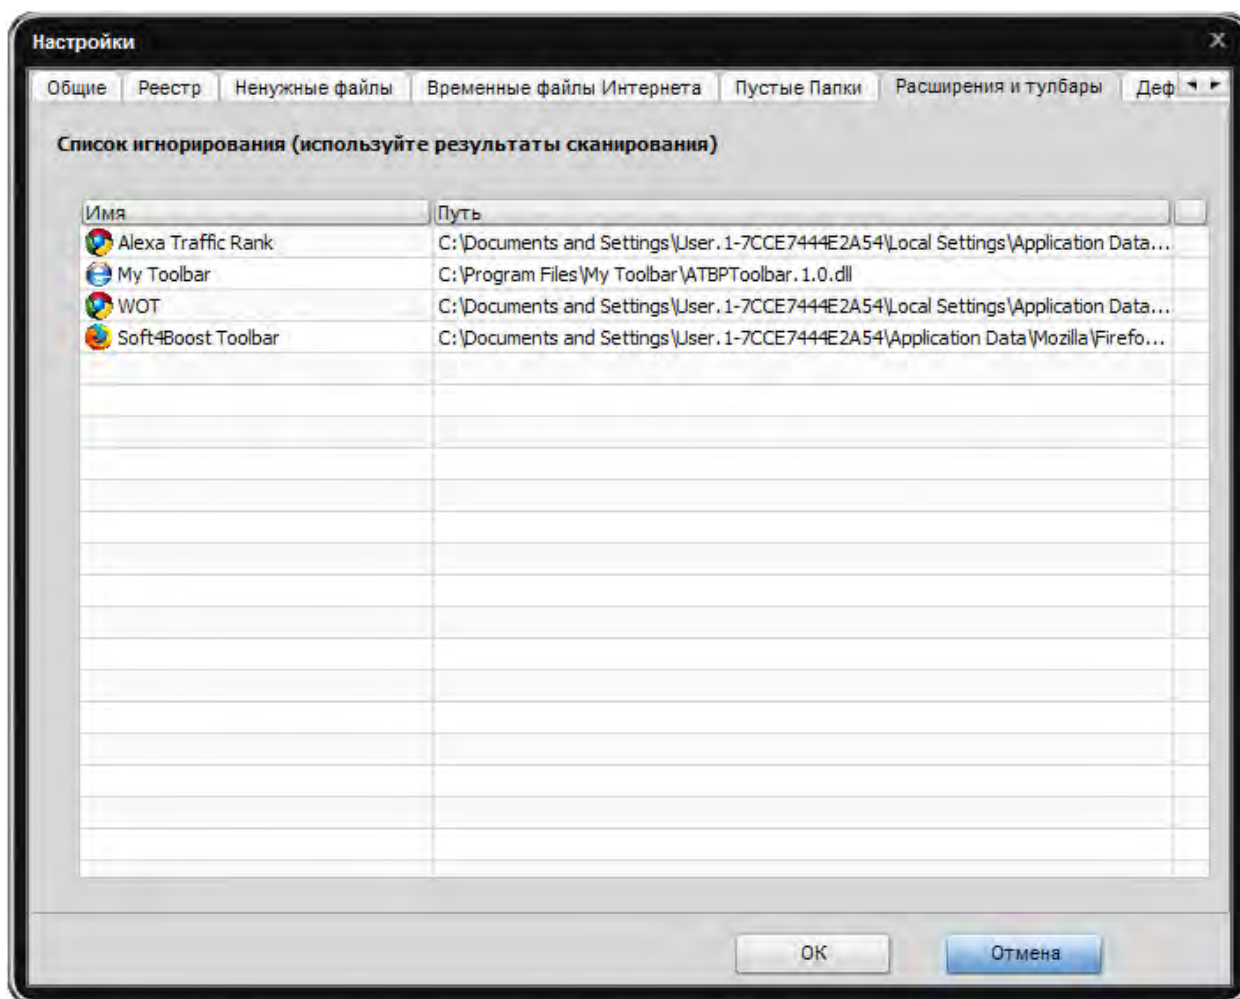 Настройки
Общие Реестр Ненужные файлы Временные файлы Интернета Пустые Папки Расширения и тулбары Деф
Список игнорирования (используйте результаты сканирования)
Имя Путь
Alexa Traffic Rank C:\Documents and Settings\User.1-7CCE7444E2A54\Local Settings\Application Data...
My Toolbar C:\Program Files\My Toolbar\ATBPToolbar.1.0.dll
WOT C:\Documents and Settings\User.1-7CCE7444E2A54\Local Settings\Application Data...
Soft4Boost Toolbar C:\Documents and Settings\User.1-7CCE7444E2A54\Application Data\Mozilla\Firefo...
ОК Отмена